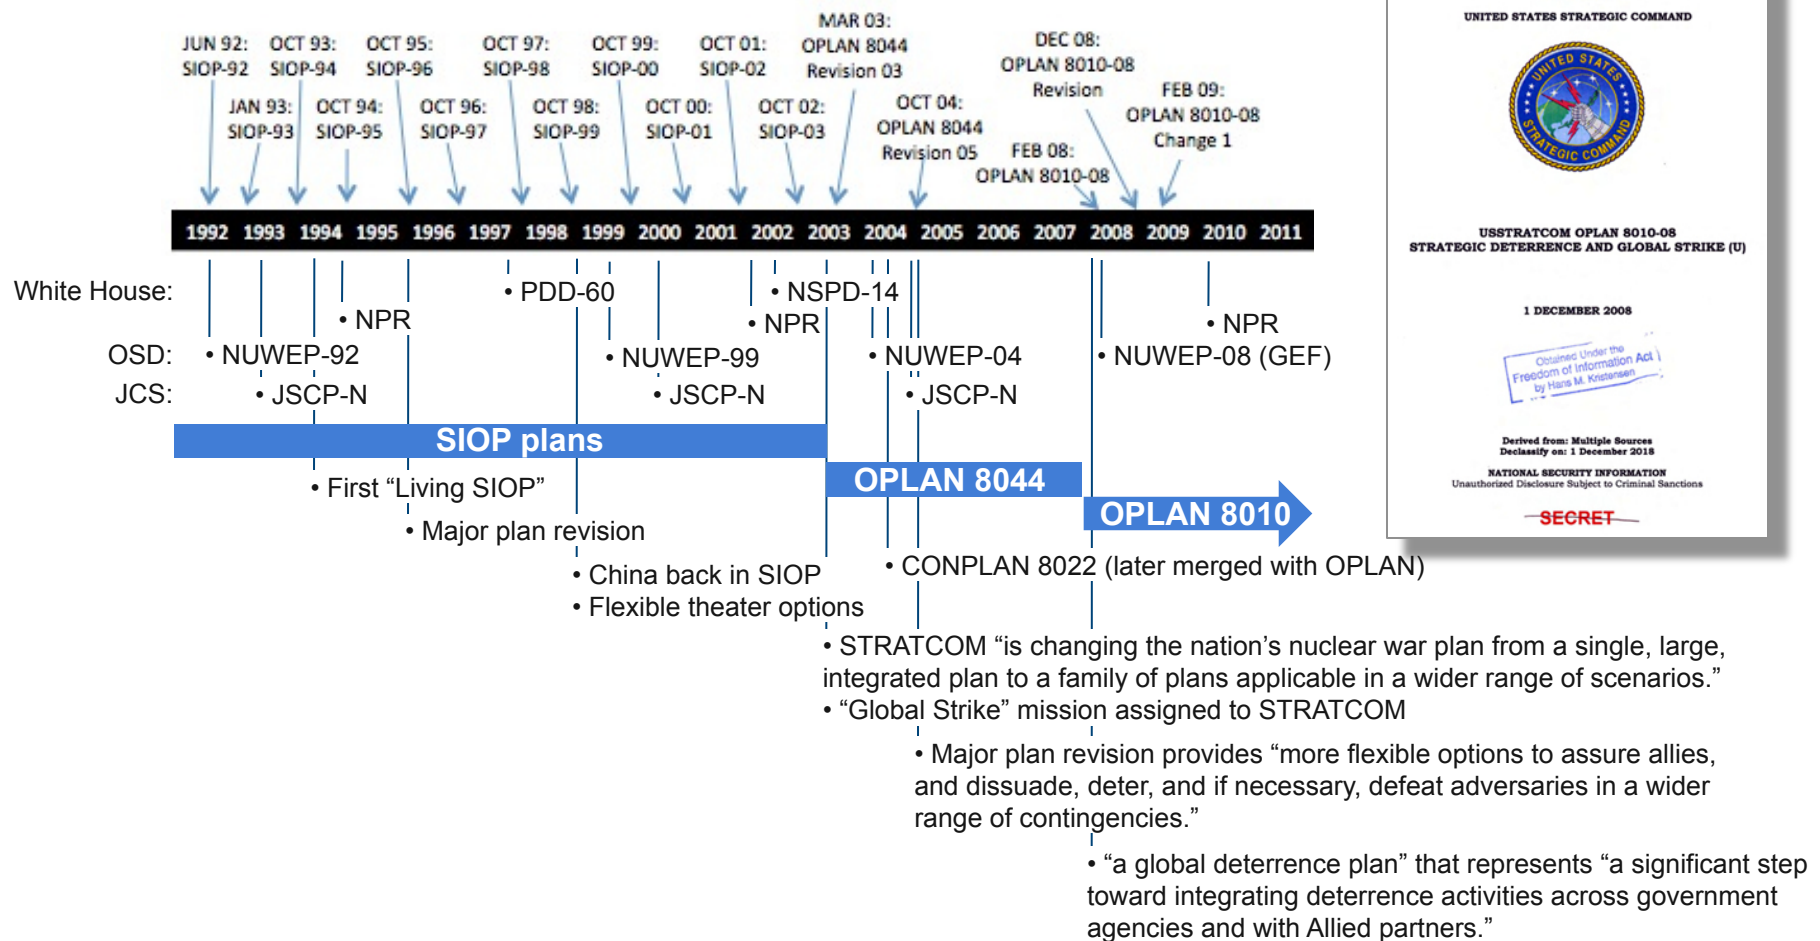 JUN 92:
SIOP-92
OCT 93:
SIOP-94
OCT 95:
SIOP-96
OCT 97:
SIOP-98
OCT 99:
SIOP-00
OCT 01:
SIOP-02
MAR 03:
OPLAN 8044
Revision 03
DEC 08:
OPLAN 8010-08
Revision
JAN 93:
SIOP-93
OCT 94:
SIOP-95
OCT 96:
SIOP-97
OCT 98:
SIOP-99
OCT 00:
SIOP-01
OCT 02:
SIOP-03
OCT 04:
OPLAN 8044
Revision 05
FEB 08:
OPLAN 8010-08
FEB 09:
OPLAN 8010-08
Change 1
1992 1993 1994 1995 1996 1997 1998 1999 2000 2001 2002 2003 2004 2005 2006 2007 2008 2009 2010 2011
White House:
• PDD-60
• NSPD-14
• NPR
• NPR
• NPR
OSD:
• NUWEP-92
• NUWEP-99
• NUWEP-04
• NUWEP-08 (GEF)
JCS:
• JSCP-N
• JSCP-N
• JSCP-N
SIOP plans
OPLAN 8044
OPLAN 8010
• First “Living SIOP”
• Major plan revision
• China back in SIOP
• Flexible theater options
• CONPLAN 8022 (later merged with OPLAN)
• STRATCOM “is changing the nation’s nuclear war plan from a single, large,
integrated plan to a family of plans applicable in a wider range of scenarios.”
• “Global Strike” mission assigned to STRATCOM
• Major plan revision provides “more flexible options to assure allies,
and dissuade, deter, and if necessary, defeat adversaries in a wider
range of contingencies.”
• “a global deterrence plan” that represents “a significant step
toward integrating deterrence activities across government
agencies and with Allied partners.”
UNITED STATES STRATEGIC COMMAND
UNITED STATES
STRATEGIC COMMAND
USSTRATCOM OPLAN 8010-08
STRATEGIC DETERRENCE AND GLOBAL STRIKE (U)
1 DECEMBER 2008
Obtained Under the
Freedom of Information Act
by Hans M. Kristensen
Derived from: Multiple Sources
Declassify on: 1 December 2018
NATIONAL SECURITY INFORMATION
Unauthorized Disclosure Subject to Criminal Sanctions
SECRET